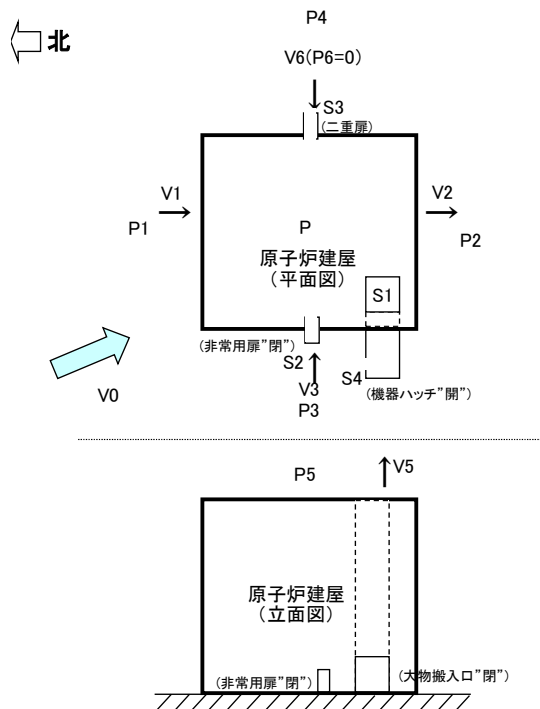 P4
北
V6(P6=0)
S3
(二重扉)
V1
V2
P1
P
P2
原子炉建屋
(平面図)
S1
(非常用扉"閉")
S2
S4
(機器ハッチ"開")
V0
V3
P3
P5
V5
原子炉建屋
(立面図)
(非常用扉"閉")
(大物搬入口"閉")